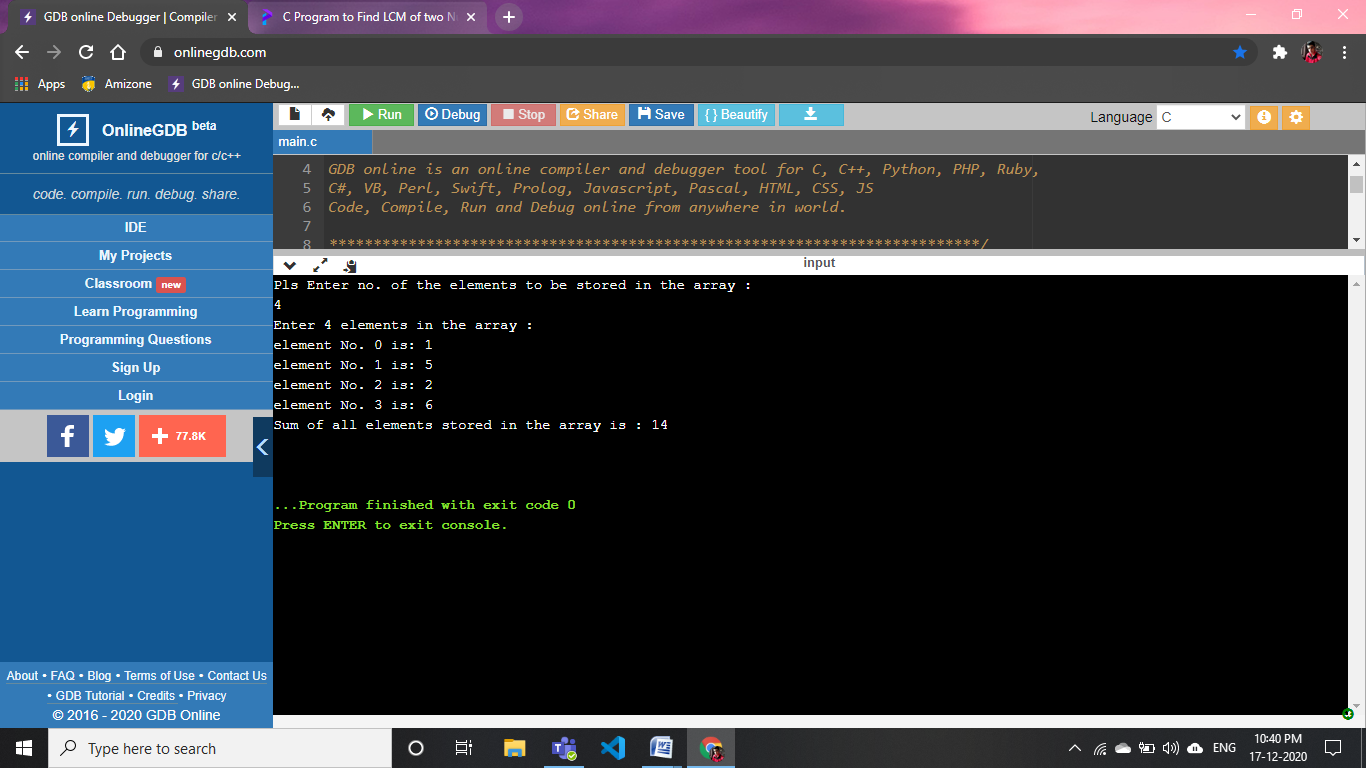 GDB online Debugger | Compiler
C Program to Find LCM of two N
onlinegdb.com
Apps
Amizone
GDB online Debug...
OnlineGDB beta
online compiler and debugger for c/c++
code. compile. run. debug. share.
IDE
My Projects
Classroom new
Learn Programming
Programming Questions
Sign Up
Login
77.8K
About • FAQ • Blog • Terms of Use • Contact Us
• GDB Tutorial • Credits • Privacy
© 2016 - 2020 GDB Online
Run
Debug
Stop
Share
Save
{ } Beautify
Language C
main.c
4 GDB online is an online compiler and debugger tool for C, C++, Python, PHP, Ruby,
5 C#, VB, Perl, Swift, Prolog, Javascript, Pascal, HTML, CSS, JS
6 Code, Compile, Run and Debug online from anywhere in world.
7
8 *******************************************************************************/
input
Pls Enter no. of the elements to be stored in the array :
4
Enter 4 elements in the array :
element No. 0 is: 1
element No. 1 is: 5
element No. 2 is: 2
element No. 3 is: 6
Sum of all elements stored in the array is : 14
...Program finished with exit code 0
Press ENTER to exit console.
Type here to search
ENG
10:40 PM
17-12-2020